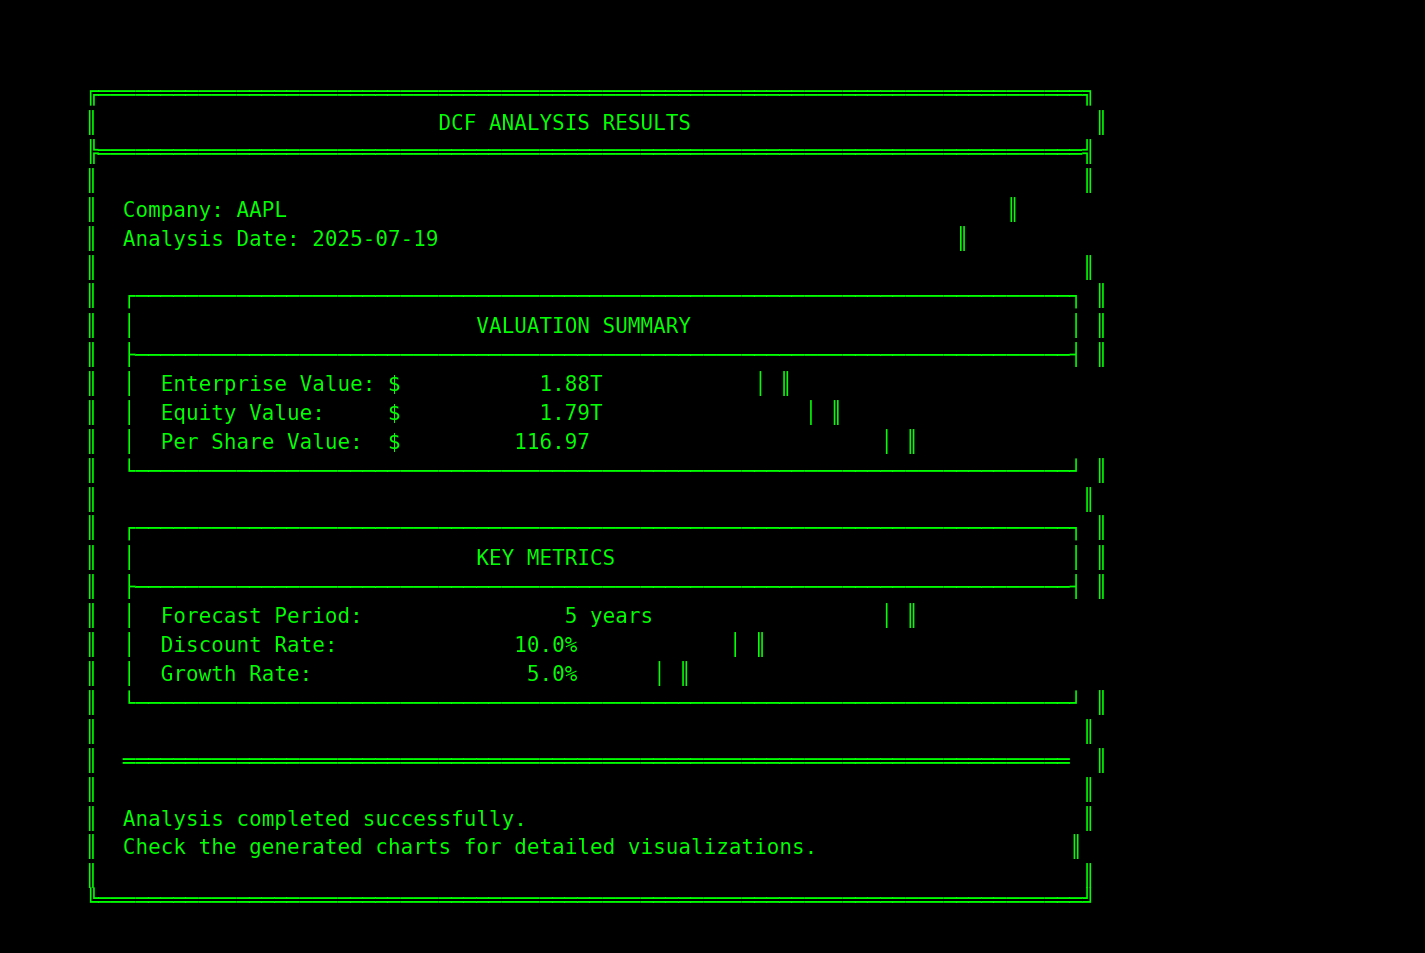 DCF ANALYSIS RESULTS
Company: AAPL
Analysis Date: 2025-07-19
VALUATION SUMMARY
Enterprise Value: $ 1.88T
Equity Value: $ 1.79T
Per Share Value: $ 116.97
KEY METRICS
Forecast Period: 5 years
Discount Rate: 10.0%
Growth Rate: 5.0%
Analysis completed successfully.
Check the generated charts for detailed visualizations.